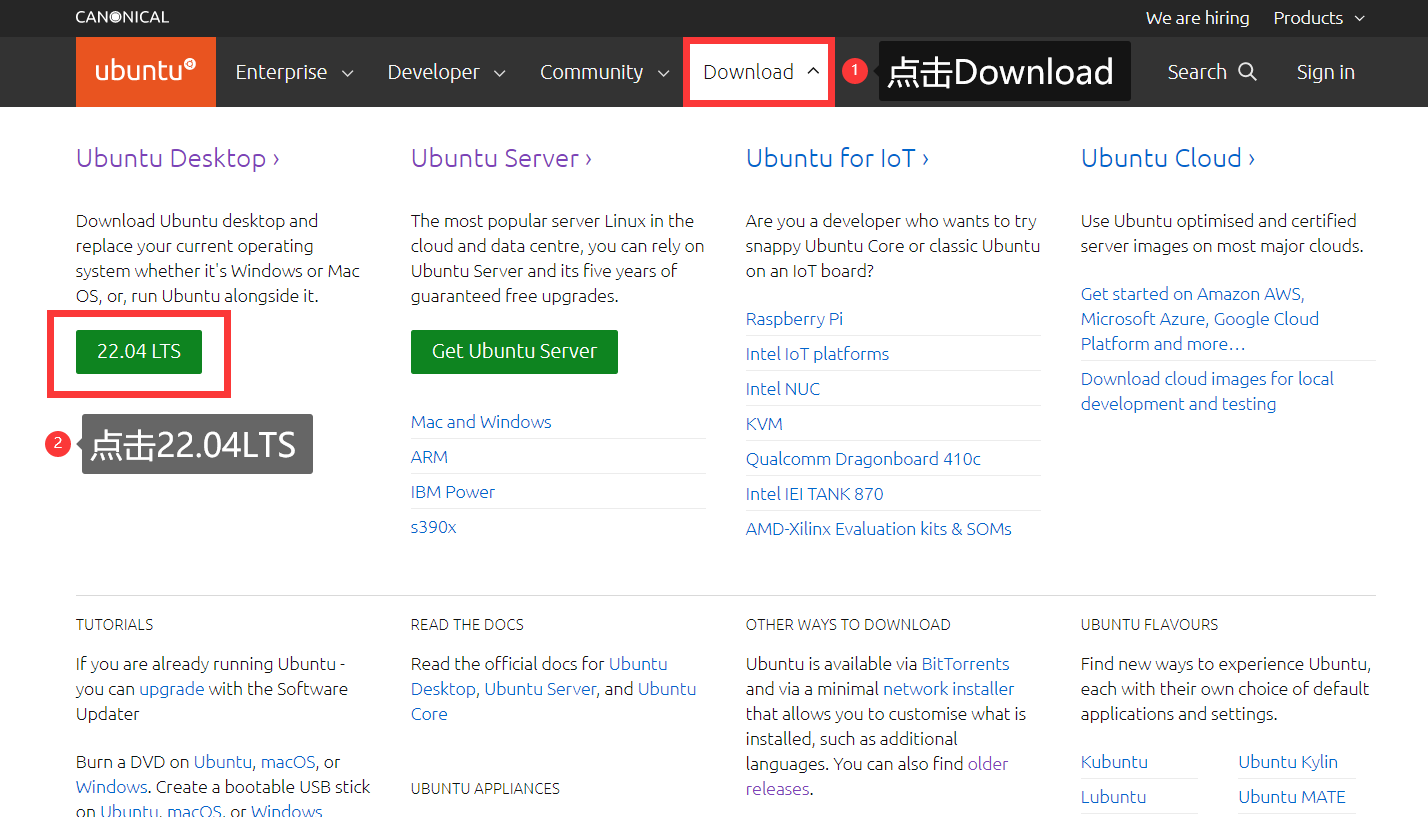 CANONICAL
We are hiring
Products
ubuntu
Enterprise
Developer
Community
Download
1
点击Download
Search
Sign in
Ubuntu Desktop ›
Download Ubuntu desktop and
replace your current operating
system whether it's Windows or Mac
OS, or, run Ubuntu alongside it.
22.04 LTS
2
点击22.04LTS
Ubuntu Server ›
The most popular server Linux in the
cloud and data centre, you can rely on
Ubuntu Server and its five years of
guaranteed free upgrades.
Get Ubuntu Server
Mac and Windows
ARM
IBM Power
s390x
Ubuntu for IoT ›
Are you a developer who wants to try
snappy Ubuntu Core or classic Ubuntu
on an IoT board?
Raspberry Pi
Intel IoT platforms
Intel NUC
KVM
Qualcomm Dragonboard 410c
Intel IEI TANK 870
AMD-Xilinx Evaluation kits & SOMs
Ubuntu Cloud ›
Use Ubuntu optimised and certified
server images on most major clouds.
Get started on Amazon AWS,
Microsoft Azure, Google Cloud
Platform and more…
Download cloud images for local
development and testing
TUTORIALS
If you are already running Ubuntu -
you can upgrade with the Software
Updater
Burn a DVD on Ubuntu, macOS, or
Windows. Create a bootable USB stick
on Ubuntu, macOS, or Windows
READ THE DOCS
Read the official docs for Ubuntu
Desktop, Ubuntu Server, and Ubuntu
Core
UBUNTU APPLIANCES
OTHER WAYS TO DOWNLOAD
Ubuntu is available via BitTorrents
and via a minimal network installer
that allows you to customise what is
installed, such as additional
languages. You can also find older
releases.
UBUNTU FLAVOURS
Find new ways to experience Ubuntu,
each with their own choice of default
applications and settings.
Kubuntu
Ubuntu Kylin
Lubuntu
Ubuntu MATE